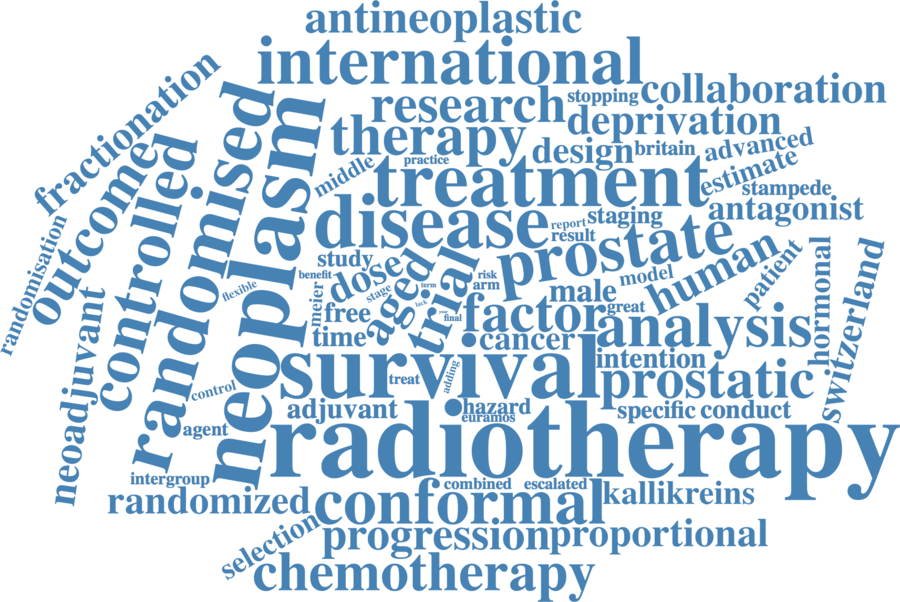 antineoplastic
international
fractionation
stopping
collaboration
research
deprivation
therapy
design
britain
advanced
middle
practice
treatment
estimate
stampede
outcome
controlled
randomised
neoplasm
disease
report
staging
antagonist
result
prostate
randomisation
study
benefit
dose
aged
trial
risk
arm
model
human
patient
hormonal
switzerland
flexible
meier
stage
term
lack
male
great
free
final
factor
analysis
time
cancer
intention
neoadjuvant
survival
treat
adding
prostatic
control
adjuvant
hazard
euramos
specific
conduct
agent
radiotherapy
intergroup
combined
escalated
randomized
conformal
kallikreins
selection
progression
proportional
chemotherapy